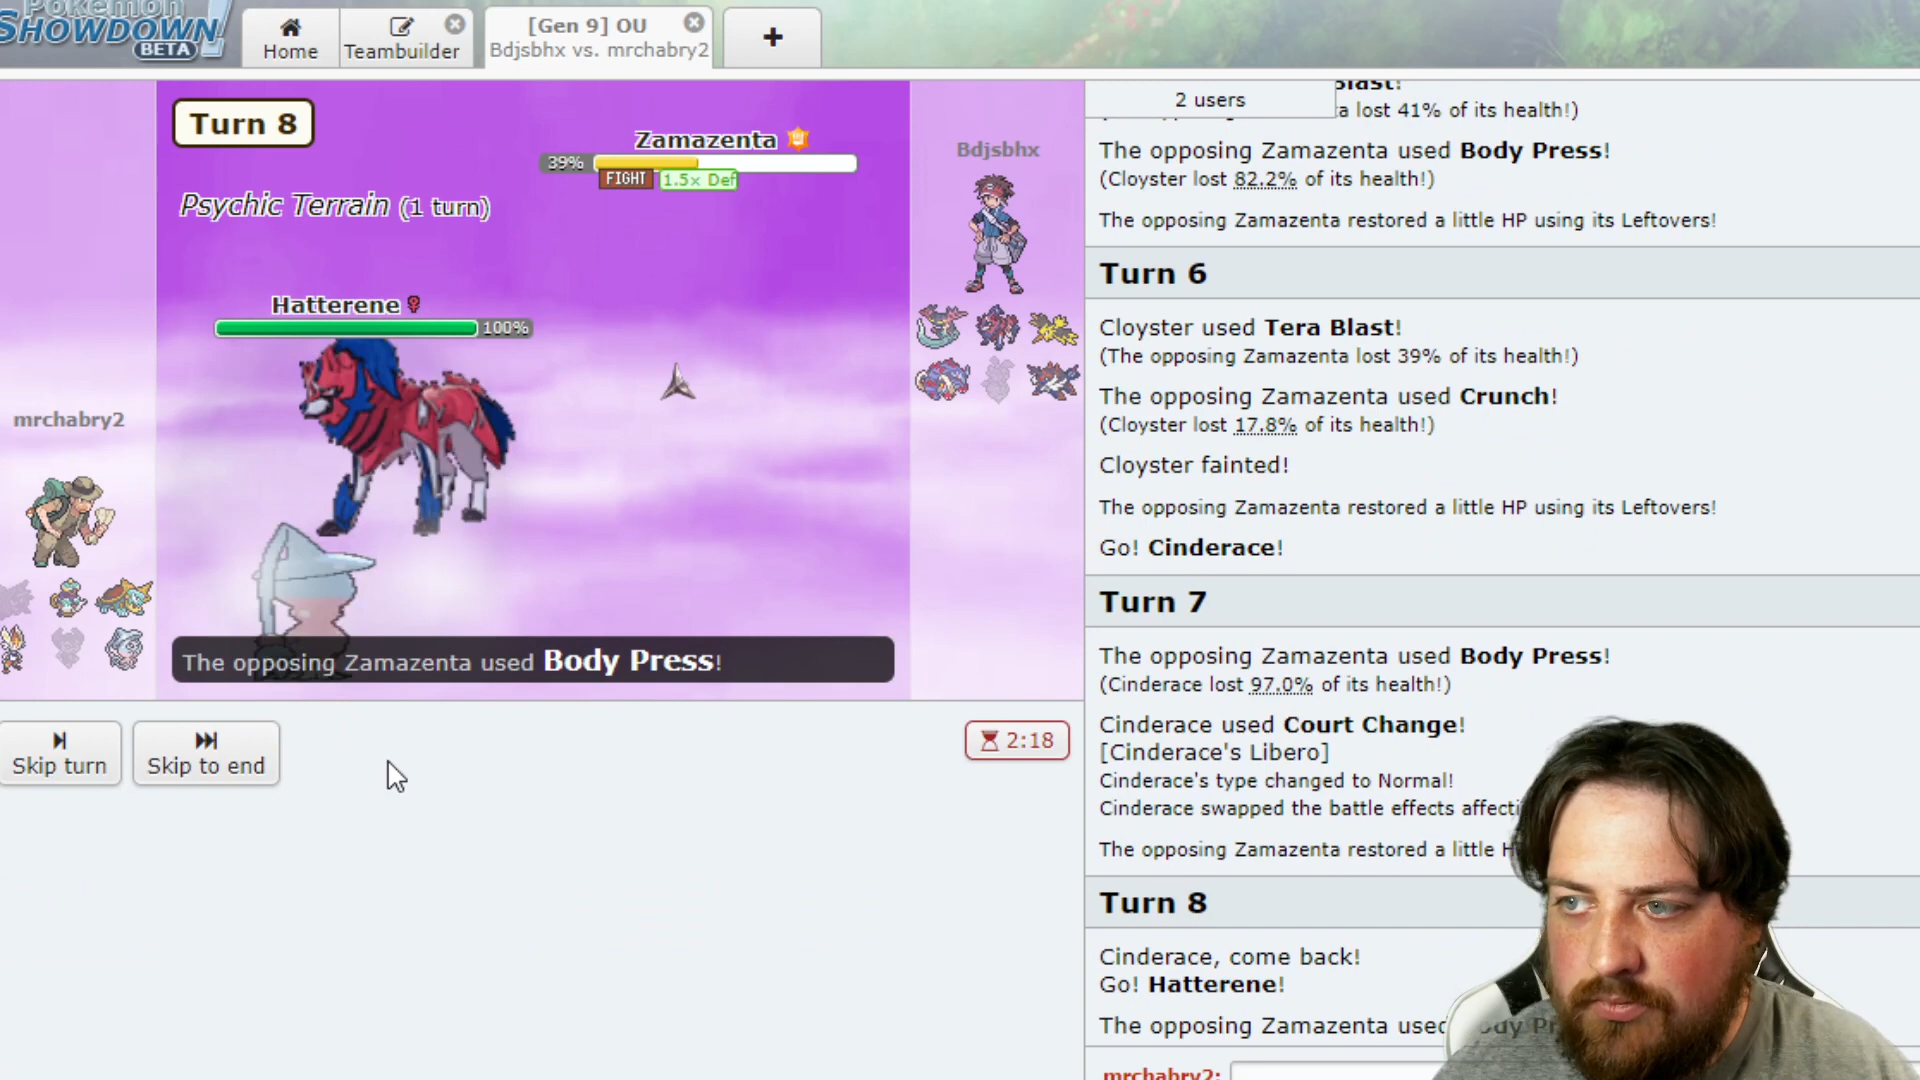 Pokémon
SHOWDOWN!
BETA
Home
Teambuilder
[Gen 9] OU
Bdjsbhx vs. mrchabry2
+
Turn 8
Psychic Terrain (1 turn)
Zamazenta
39%
FIGHT 1.5× Def
Hatterene ♀
100%
Bdjsbhx
mrchabry2
The opposing Zamazenta used Body Press!
Skip turn
Skip to end
2:18
2 users
Blast!
a lost 41% of its health!)
The opposing Zamazenta used Body Press!
(Cloyster lost 82.2% of its health!)
The opposing Zamazenta restored a little HP using its Leftovers!
Turn 6
Cloyster used Tera Blast!
(The opposing Zamazenta lost 39% of its health!)
The opposing Zamazenta used Crunch!
(Cloyster lost 17.8% of its health!)
Cloyster fainted!
The opposing Zamazenta restored a little HP using its Leftovers!
Go! Cinderace!
Turn 7
The opposing Zamazenta used Body Press!
(Cinderace lost 97.0% of its health!)
Cinderace used Court Change!
[Cinderace's Libero]
Cinderace's type changed to Normal!
Cinderace swapped the battle effects affecti
The opposing Zamazenta restored a little H
Turn 8
Cinderace, come back!
Go! Hatterene!
The opposing Zamazenta used
mrchabry2: